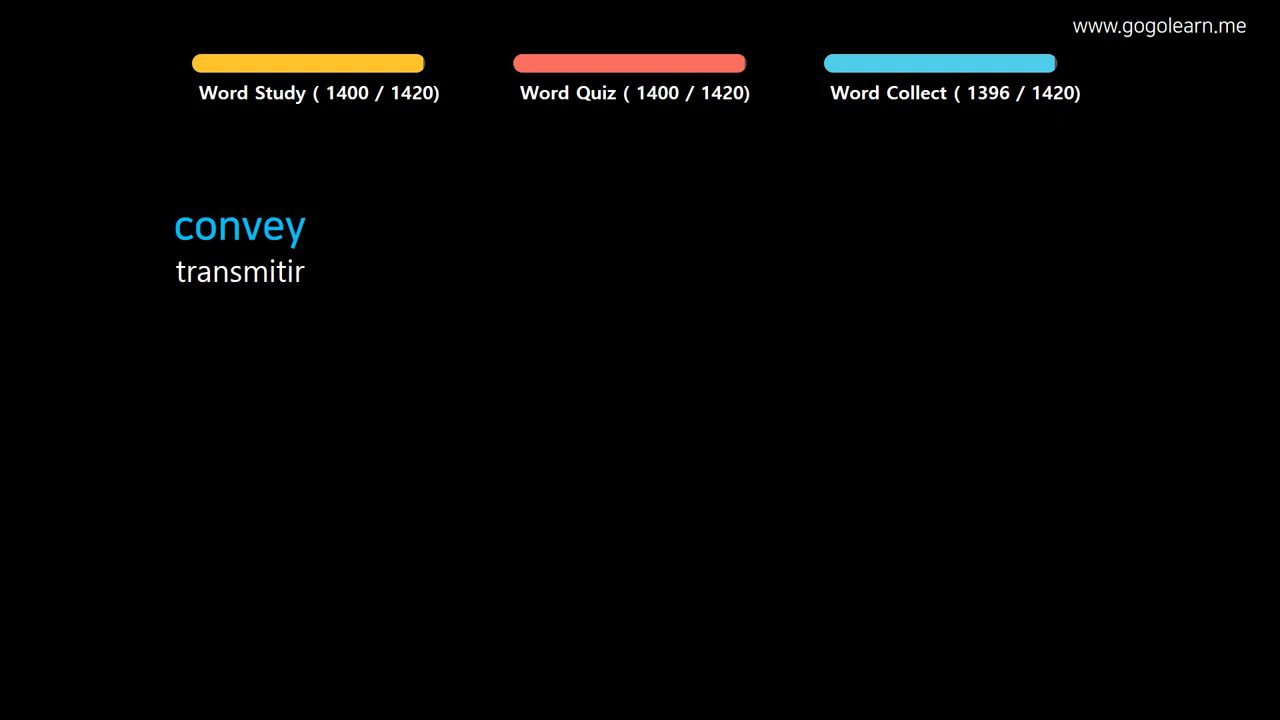 www.gogolearn.me
Word Study ( 1400 / 1420)
Word Quiz ( 1400 / 1420)
Word Collect ( 1396 / 1420)
convey
transmitir